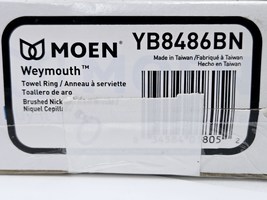 MOEN® YB8486BN
Made in Taiwan / Fabriqué à Taiwan
Hecho en Taiwan
Weymouth™
Towel Ring / Anneau à serviette
Toallero de aro
Brushed Nick
Niquel Cepill
805